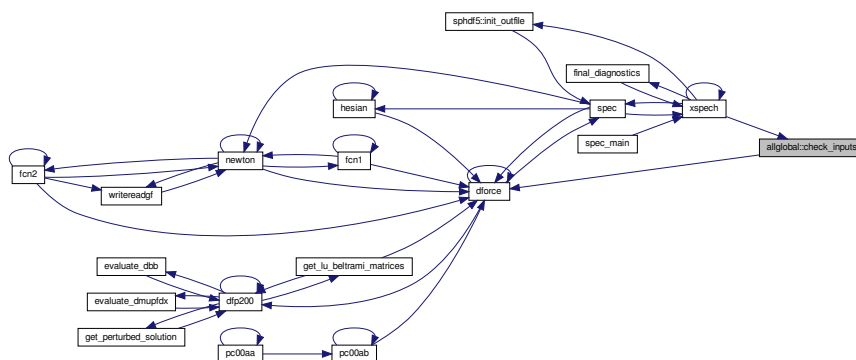 sphdf5::init_outfile
final_diagnostics
hesian
spec
xspech
spec_main
allglobal::check_inputs
newton
fcn1
fcn2
writereadgf
dforce
evaluate_dbb
get_lu_beltrami_matrices
evaluate_dmupfdx
dfp200
get_perturbed_solution
pc00aa
pc00ab